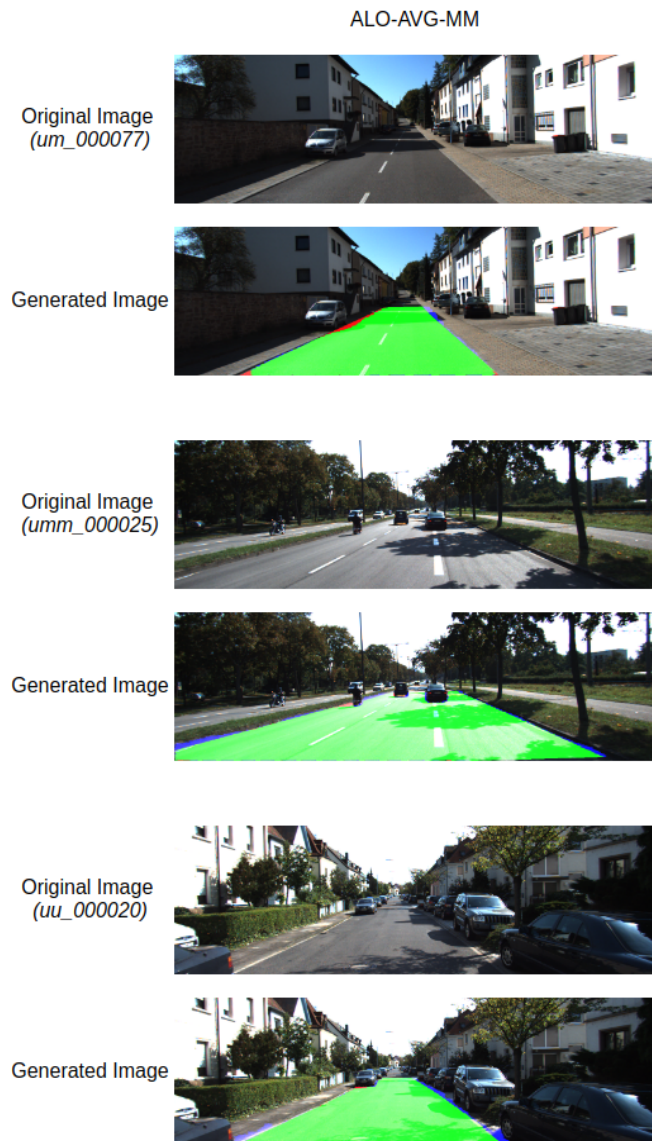 ALO-AVG-MM
Original Image
(um_000077)
Generated Image
Original Image
(umm_000025)
Generated Image
Original Image
(uu_000020)
Generated Image